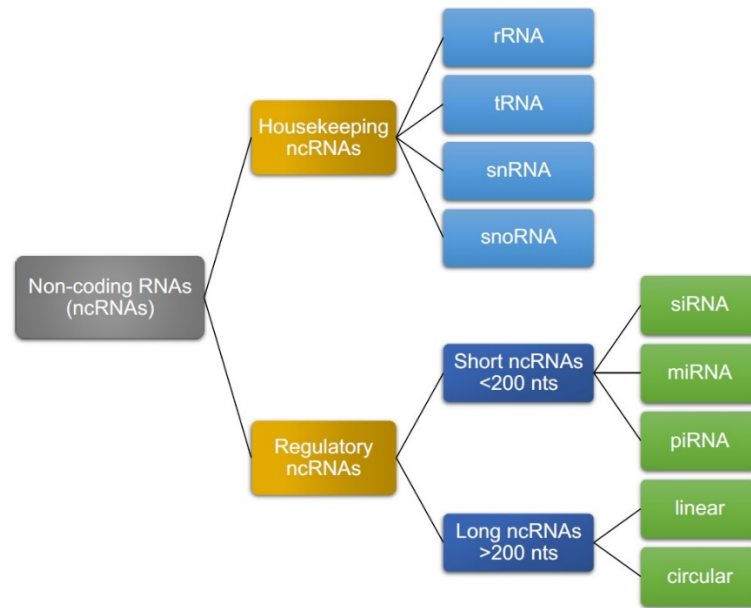 rRNA
tRNA
Housekeeping
ncRNAs
snRNA
snoRNA
Non-coding RNAs
(ncRNAs)
siRNA
Short ncRNAs
<200 nts
miRNA
piRNA
Regulatory
ncRNAs
linear
Long ncRNAs
>200 nts
circular